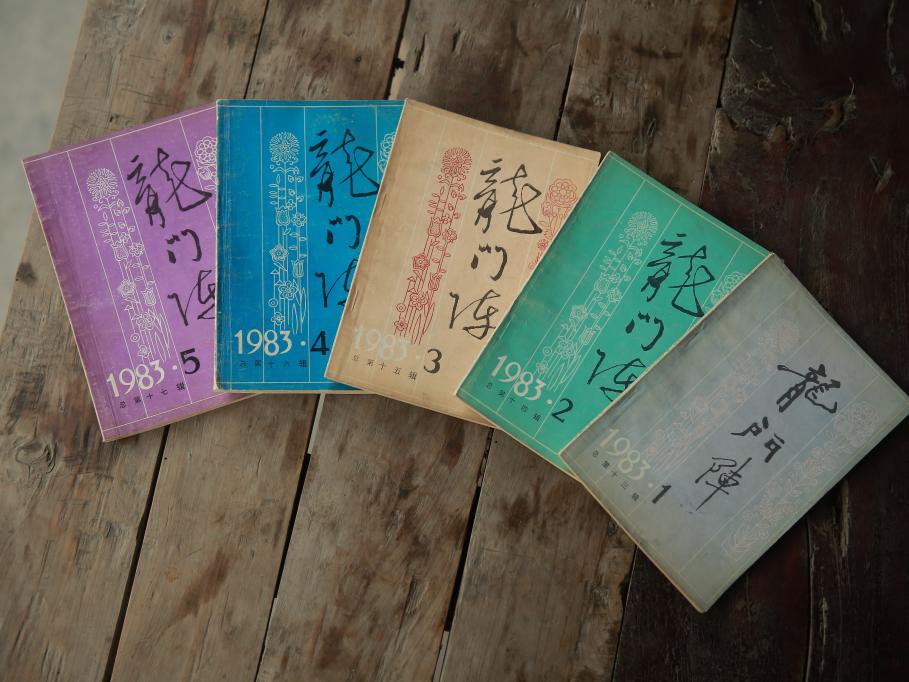 龍门阵
1983·5
总第十七辑
龍门阵
1983·4
总第十六辑
龍门阵
1983·3
总第十五辑
龍门阵
1983·2
总第十四辑
龍門陣
1983·1
总第十三辑